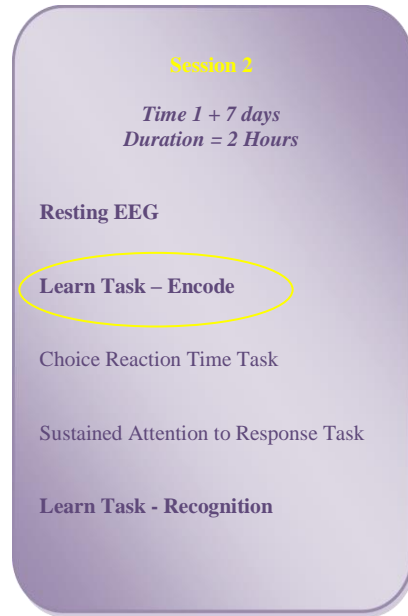 Session 2
Time 1 + 7 days
Duration = 2 Hours
Resting EEG
Learn Task – Encode
Choice Reaction Time Task
Sustained Attention to Response Task
Learn Task - Recognition